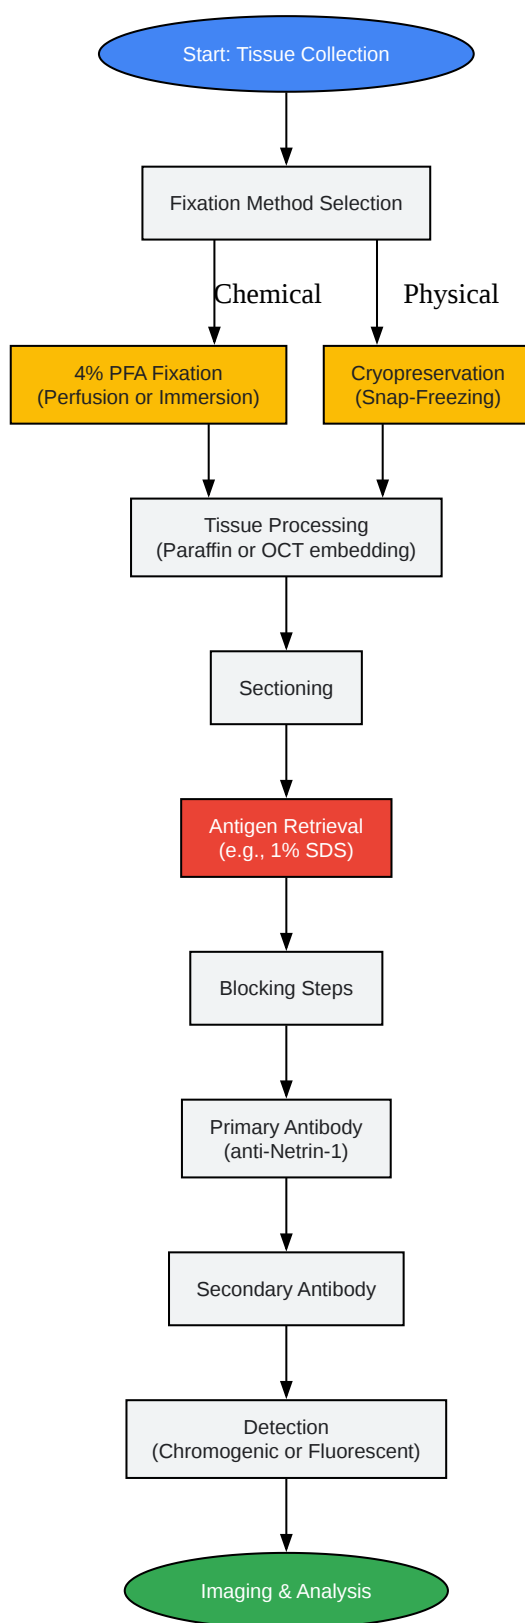 Start: Tissue Collection
Fixation Method Selection
Chemical
Physical
4% PFA Fixation
(Perfusion or Immersion)
Cryopreservation
(Snap-Freezing)
Tissue Processing
(Paraffin or OCT embedding)
Sectioning
Antigen Retrieval
(e.g., 1% SDS)
Blocking Steps
Primary Antibody
(anti-Netrin-1)
Secondary Antibody
Detection
(Chromogenic or Fluorescent)
Imaging & Analysis